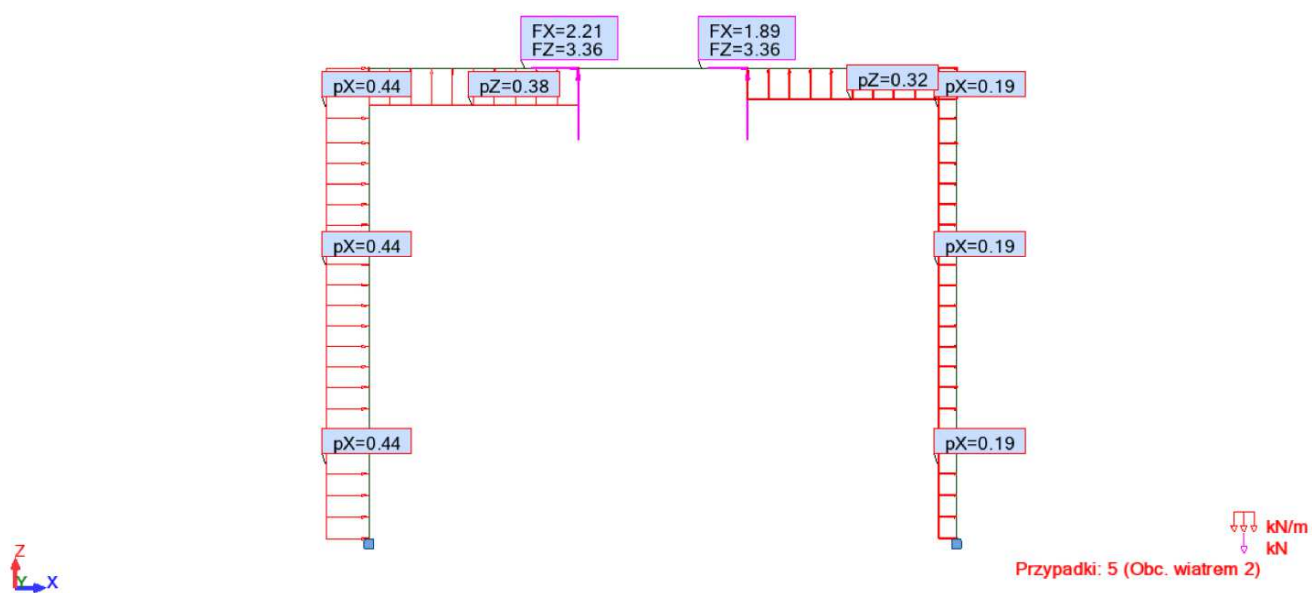 FX=2.21
FZ=3.36
FX=1.89
FZ=3.36
pX=0.44
pZ=0.38
pZ=0.32
pX=0.19
pX=0.44
pX=0.19
pX=0.44
pX=0.19
kN/m
kN
Przypadki: 5 (Obc. wiatrem 2)
Z
Y
X